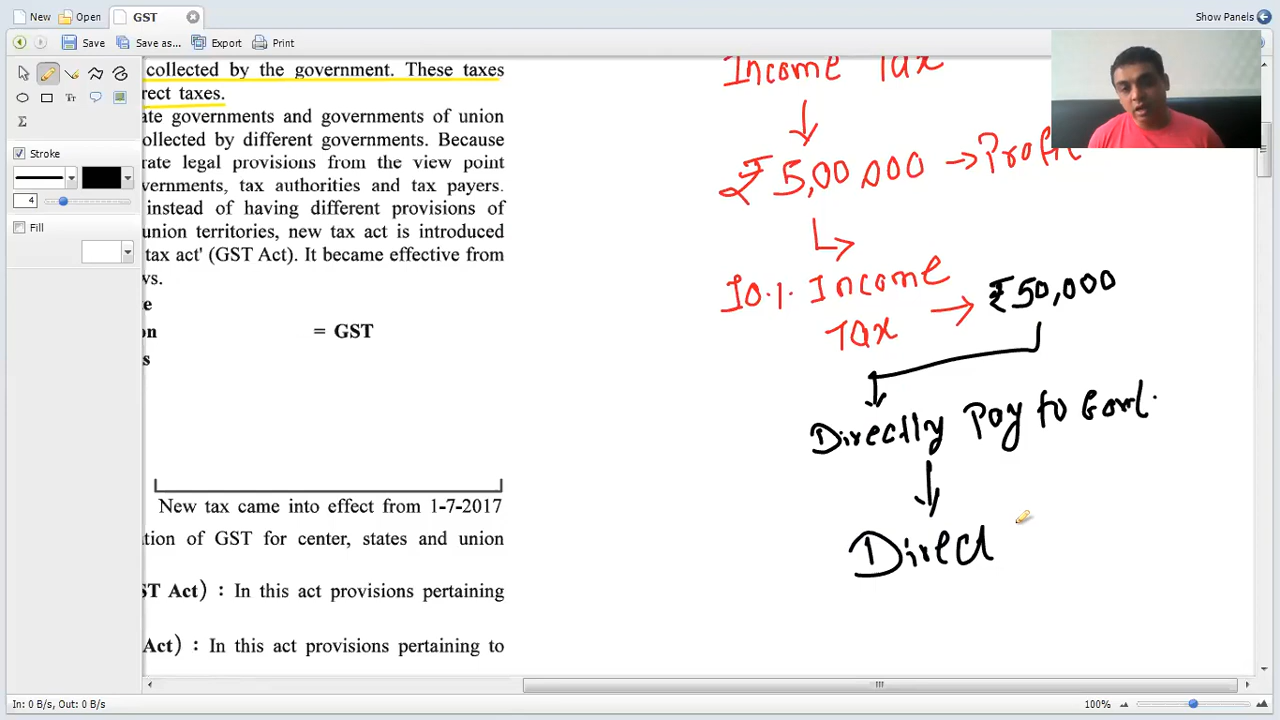 New Open GST Show Panels
Save Save as... Export Print
collected by the government. These taxes
rect taxes.
ate governments and governments of union
ollected by different governments. Because
rate legal provisions from the view point
vernments, tax authorities and tax payers.
instead of having different provisions of
union territories, new tax act is introduced
tax act' (GST Act). It became effective from
ys.
te
on = GST
s
New tax came into effect from 1-7-2017
tion of GST for center, states and union
ST Act) : In this act provisions pertaining
Act) : In this act provisions pertaining to
Stroke
4
Fill
Tr
Σ
Income Tax
₹5,00,000 → Profit
10% Income
Tax → ₹50,000
Directly Pay to Govt.
Direct
In: 0 B/s, Out: 0 B/s 100%